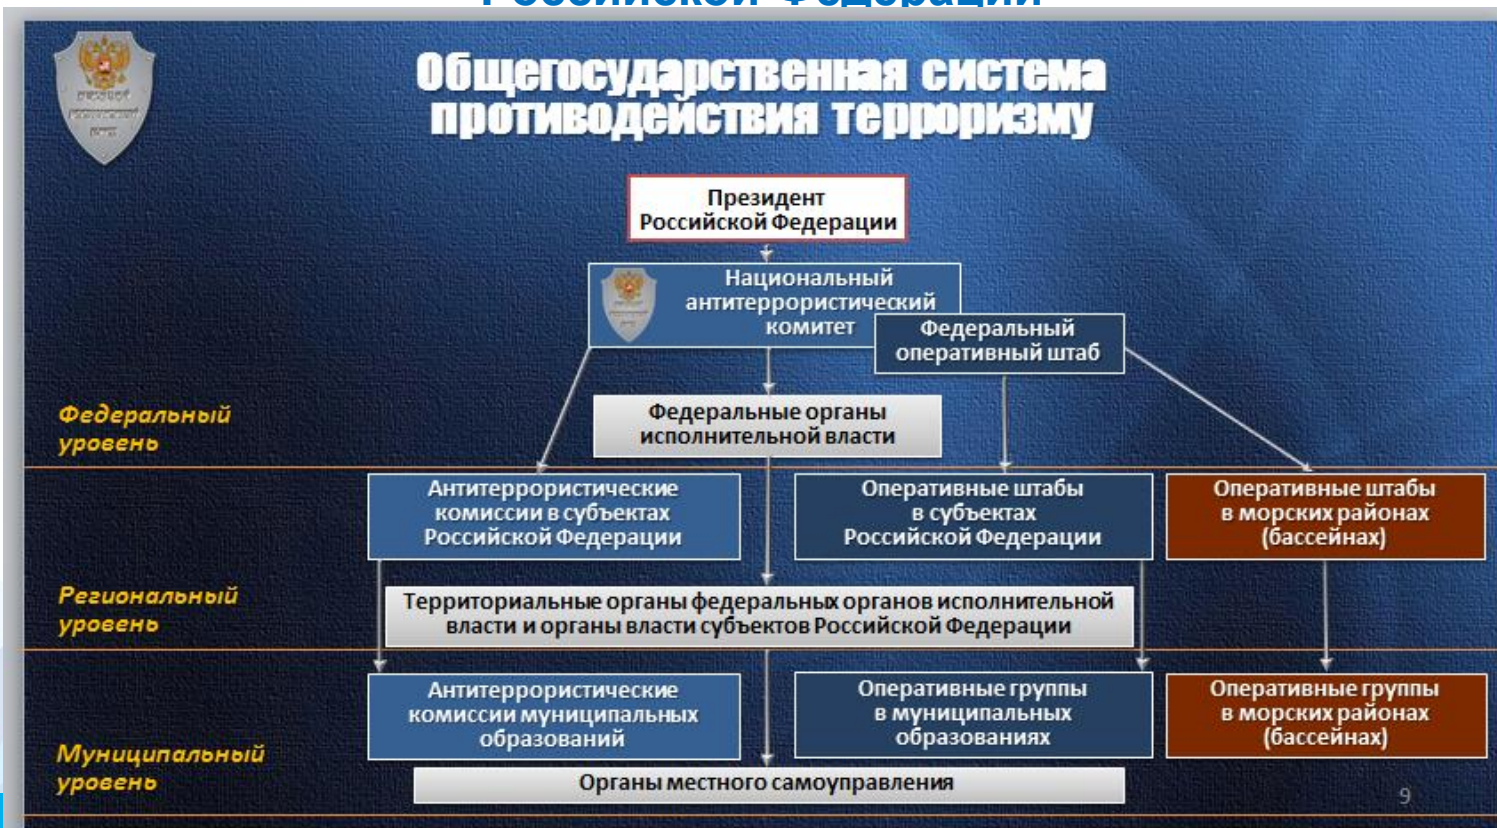 Российской Федерации
Общегосударственная система
противодействия терроризму
Президент
Российской Федерации
Национальный
антитеррористический
комитет
Федеральный
оперативный штаб
Федеральный
уровень
Федеральные органы
исполнительной власти
Антитеррористические
комиссии в субъектах
Российской Федерации
Оперативные штабы
в субъектах
Российской Федерации
Оперативные штабы
в морских районах
(бассейнах)
Региональный
уровень
Территориальные органы федеральных органов исполнительной
власти и органы власти субъектов Российской Федерации
Антитеррористические
комиссии муниципальных
образований
Оперативные группы
в муниципальных
образованиях
Оперативные группы
в морских районах
(бассейнах)
Муниципальный
уровень
Органы местного самоуправления
9